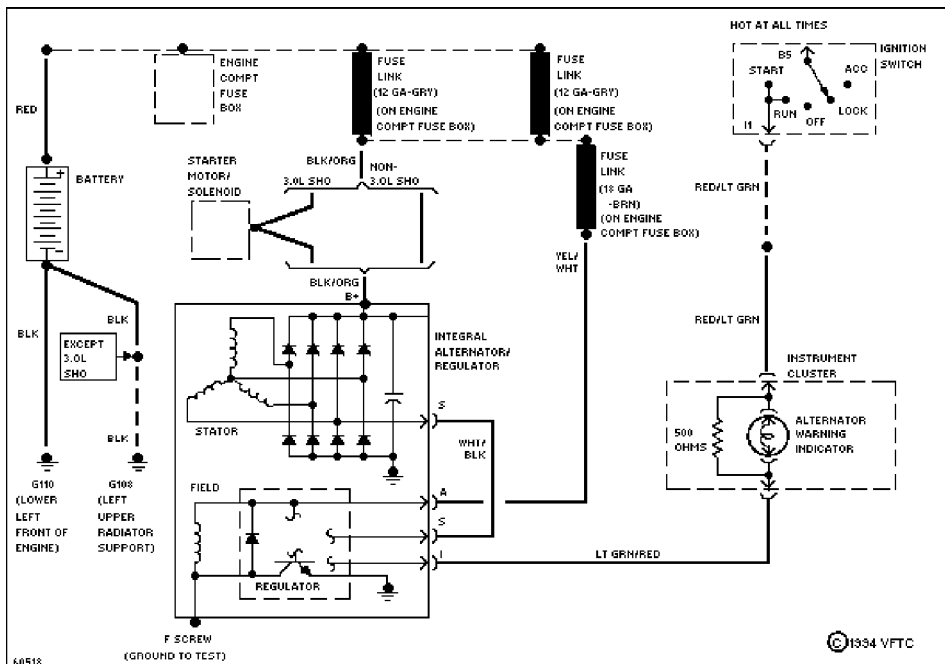 HOT AT ALL TIMES
B5
IGNITION
SWITCH
START
ACC
RUN
OFF
LOCK
I1
ENGINE
COMPT
FUSE
BOX
FUSE
LINK
(12 GA-GRY)
(ON ENGINE
COMPT FUSE BOX)
FUSE
LINK
(12 GA-GRY)
(ON ENGINE
COMPT FUSE BOX)
RED
BATTERY
+
-
STARTER
MOTOR/
SOLENOID
BLK/ORG
3.0L SHO
NON-
3.0L SHO
FUSE
LINK
(18 GA
-BRN)
(ON ENGINE
COMPT FUSE BOX)
RED/LT GRN
YEL/
WHT
BLK/ORG
B+
BLK
BLK
EXCEPT
3.0L
SHO
BLK
G110
(LOWER
LEFT
FRONT OF
ENGINE)
G108
(LEFT
UPPER
RADIATOR
SUPPORT)
INTEGRAL
ALTERNATOR/
REGULATOR
STATOR
S
WHT/
BLK
FIELD
A
S
I
REGULATOR
F SCREW
(GROUND TO TEST)
RED/LT GRN
INSTRUMENT
CLUSTER
500
OHMS
ALTERNATOR
WARNING
INDICATOR
LT GRN/RED
60518
©1994 VFTC